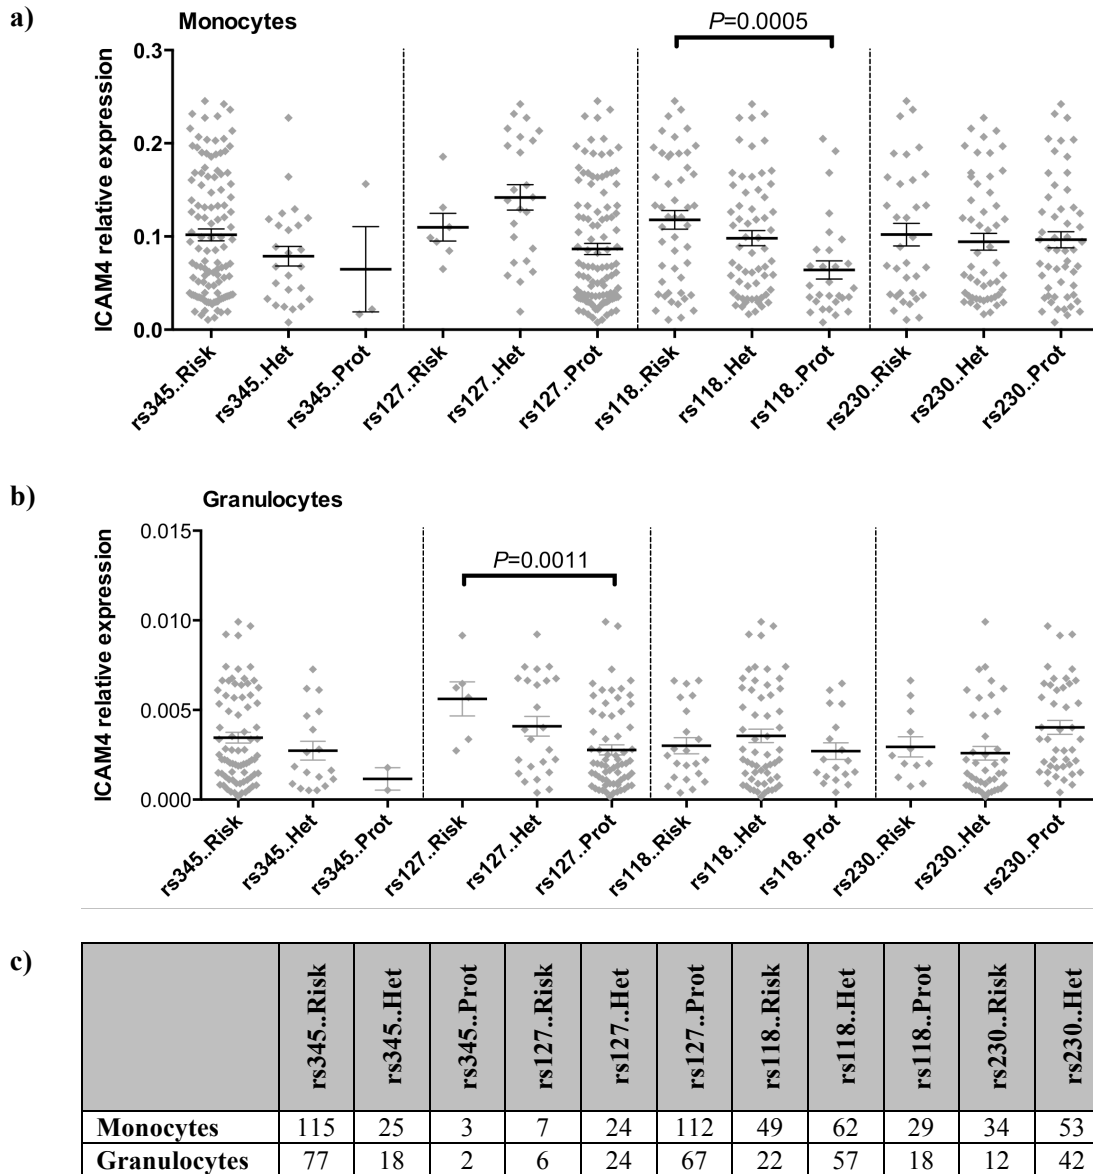 a)
Monocytes
P=0.0005
ICAM4 relative expression
0.3
0.2
0.1
0.0
rs345..Risk
rs345..Het
rs345..Prot
rs127..Risk
rs127..Het
rs127..Prot
rs118..Risk
rs118..Het
rs118..Prot
rs230..Risk
rs230..Het
rs230..Prot
b)
Granulocytes
P=0.0011
ICAM4 relative expression
0.015
0.010
0.005
0.000
rs345..Risk
rs345..Het
rs345..Prot
rs127..Risk
rs127..Het
rs127..Prot
rs118..Risk
rs118..Het
rs118..Prot
rs230..Risk
rs230..Het
rs230..Prot
c)
rs345..Risk rs345..Het rs345..Prot rs127..Risk rs127..Het rs127..Prot rs118..Risk rs118..Het rs118..Prot rs230..Risk rs230..Het
Monocytes 115 25 3 7 24 112 49 62 29 34 53
Granulocytes 77 18 2 6 24 67 22 57 18 12 42